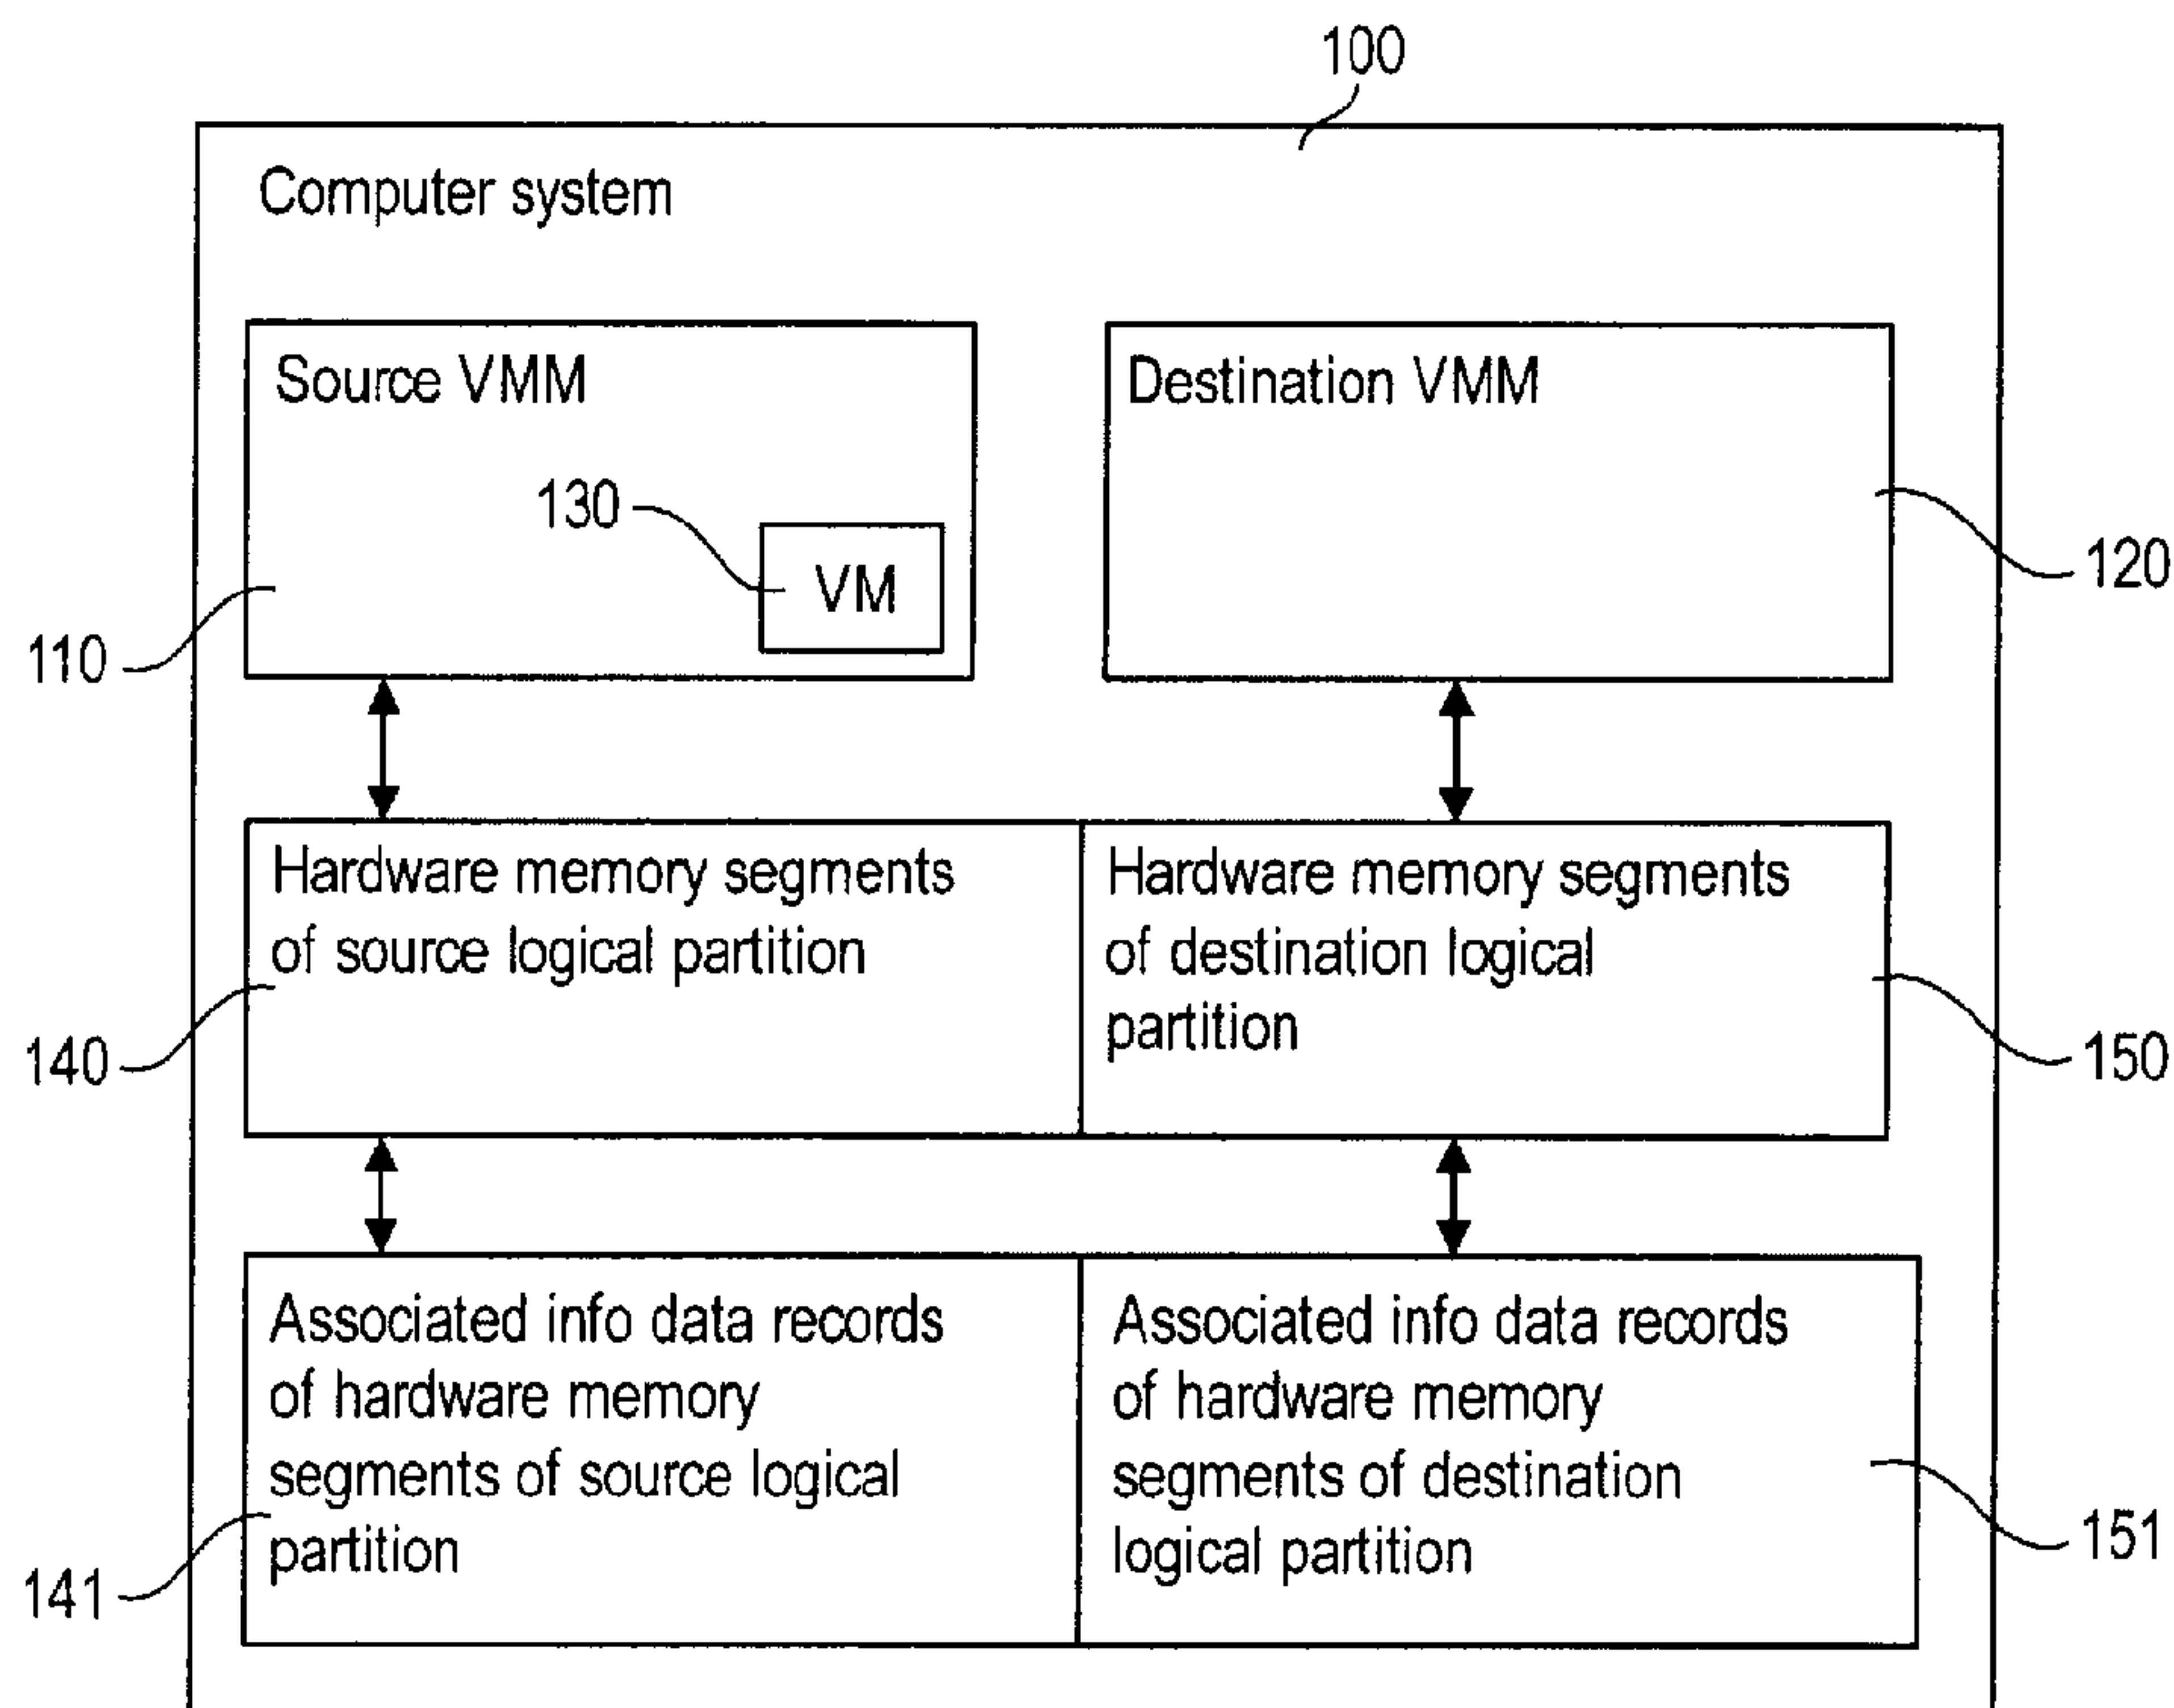 100
Computer system
Source VMM
Destination VMM
130
VM
120
110
Hardware memory segments
of source logical partition
Hardware memory segments
of destination logical
partition
140
150
Associated info data records
of hardware memory
segments of source logical
partition
Associated info data records
of hardware memory
segments of destination
logical partition
141
151